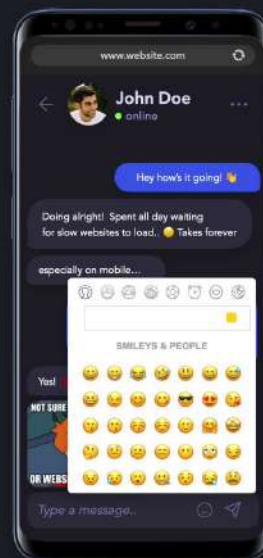 www.website.com
John Doe
online
Hey how's it going! 👋
Doing alright! Spent all day waiting
for slow websites to load.. 😔 Takes forever
especially on mobile...
SMILEYS & PEOPLE
Yes!
NOT SURE
OR WEBS
Type a message..